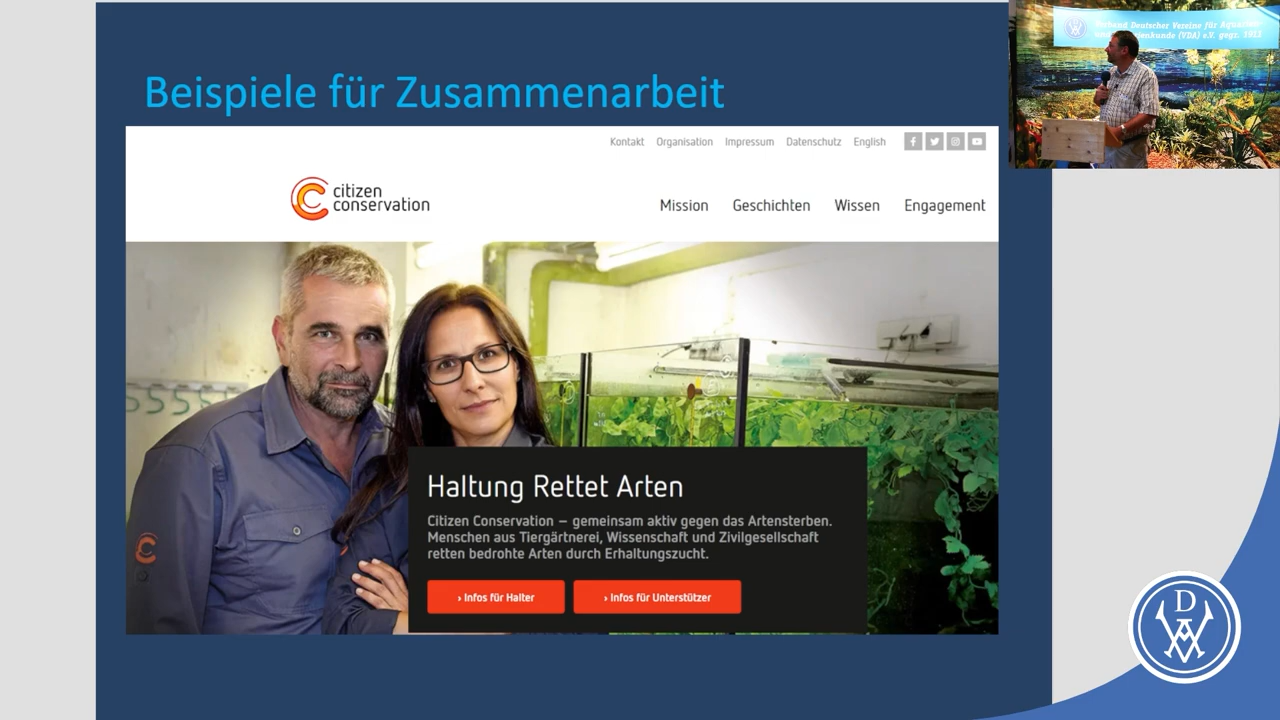 Beispiele für Zusammenarbeit
Kontakt Organisation Impressum Datenschutz English
citizen
conservation
Mission Geschichten Wissen Engagement
Haltung Rettet Arten
Citizen Conservation – gemeinsam aktiv gegen das Artensterben.
Menschen aus Tiergärtnerei, Wissenschaft und Zivilgesellschaft
retten bedrohte Arten durch Erhaltungszucht.
› Infos für Halter › Infos für Unterstützer
Deutscher Vereine für
(VDA) e.V. gegr. 1911
VDA